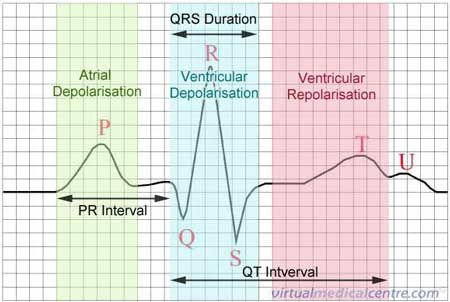 QRS Duration
R
Atrial
Depolarisation
Ventricular
Depolarisation
Ventricular
Repolarisation
P
T
U
PR Interval
Q
S
QT Intverval
virtualmedicalcentre.com